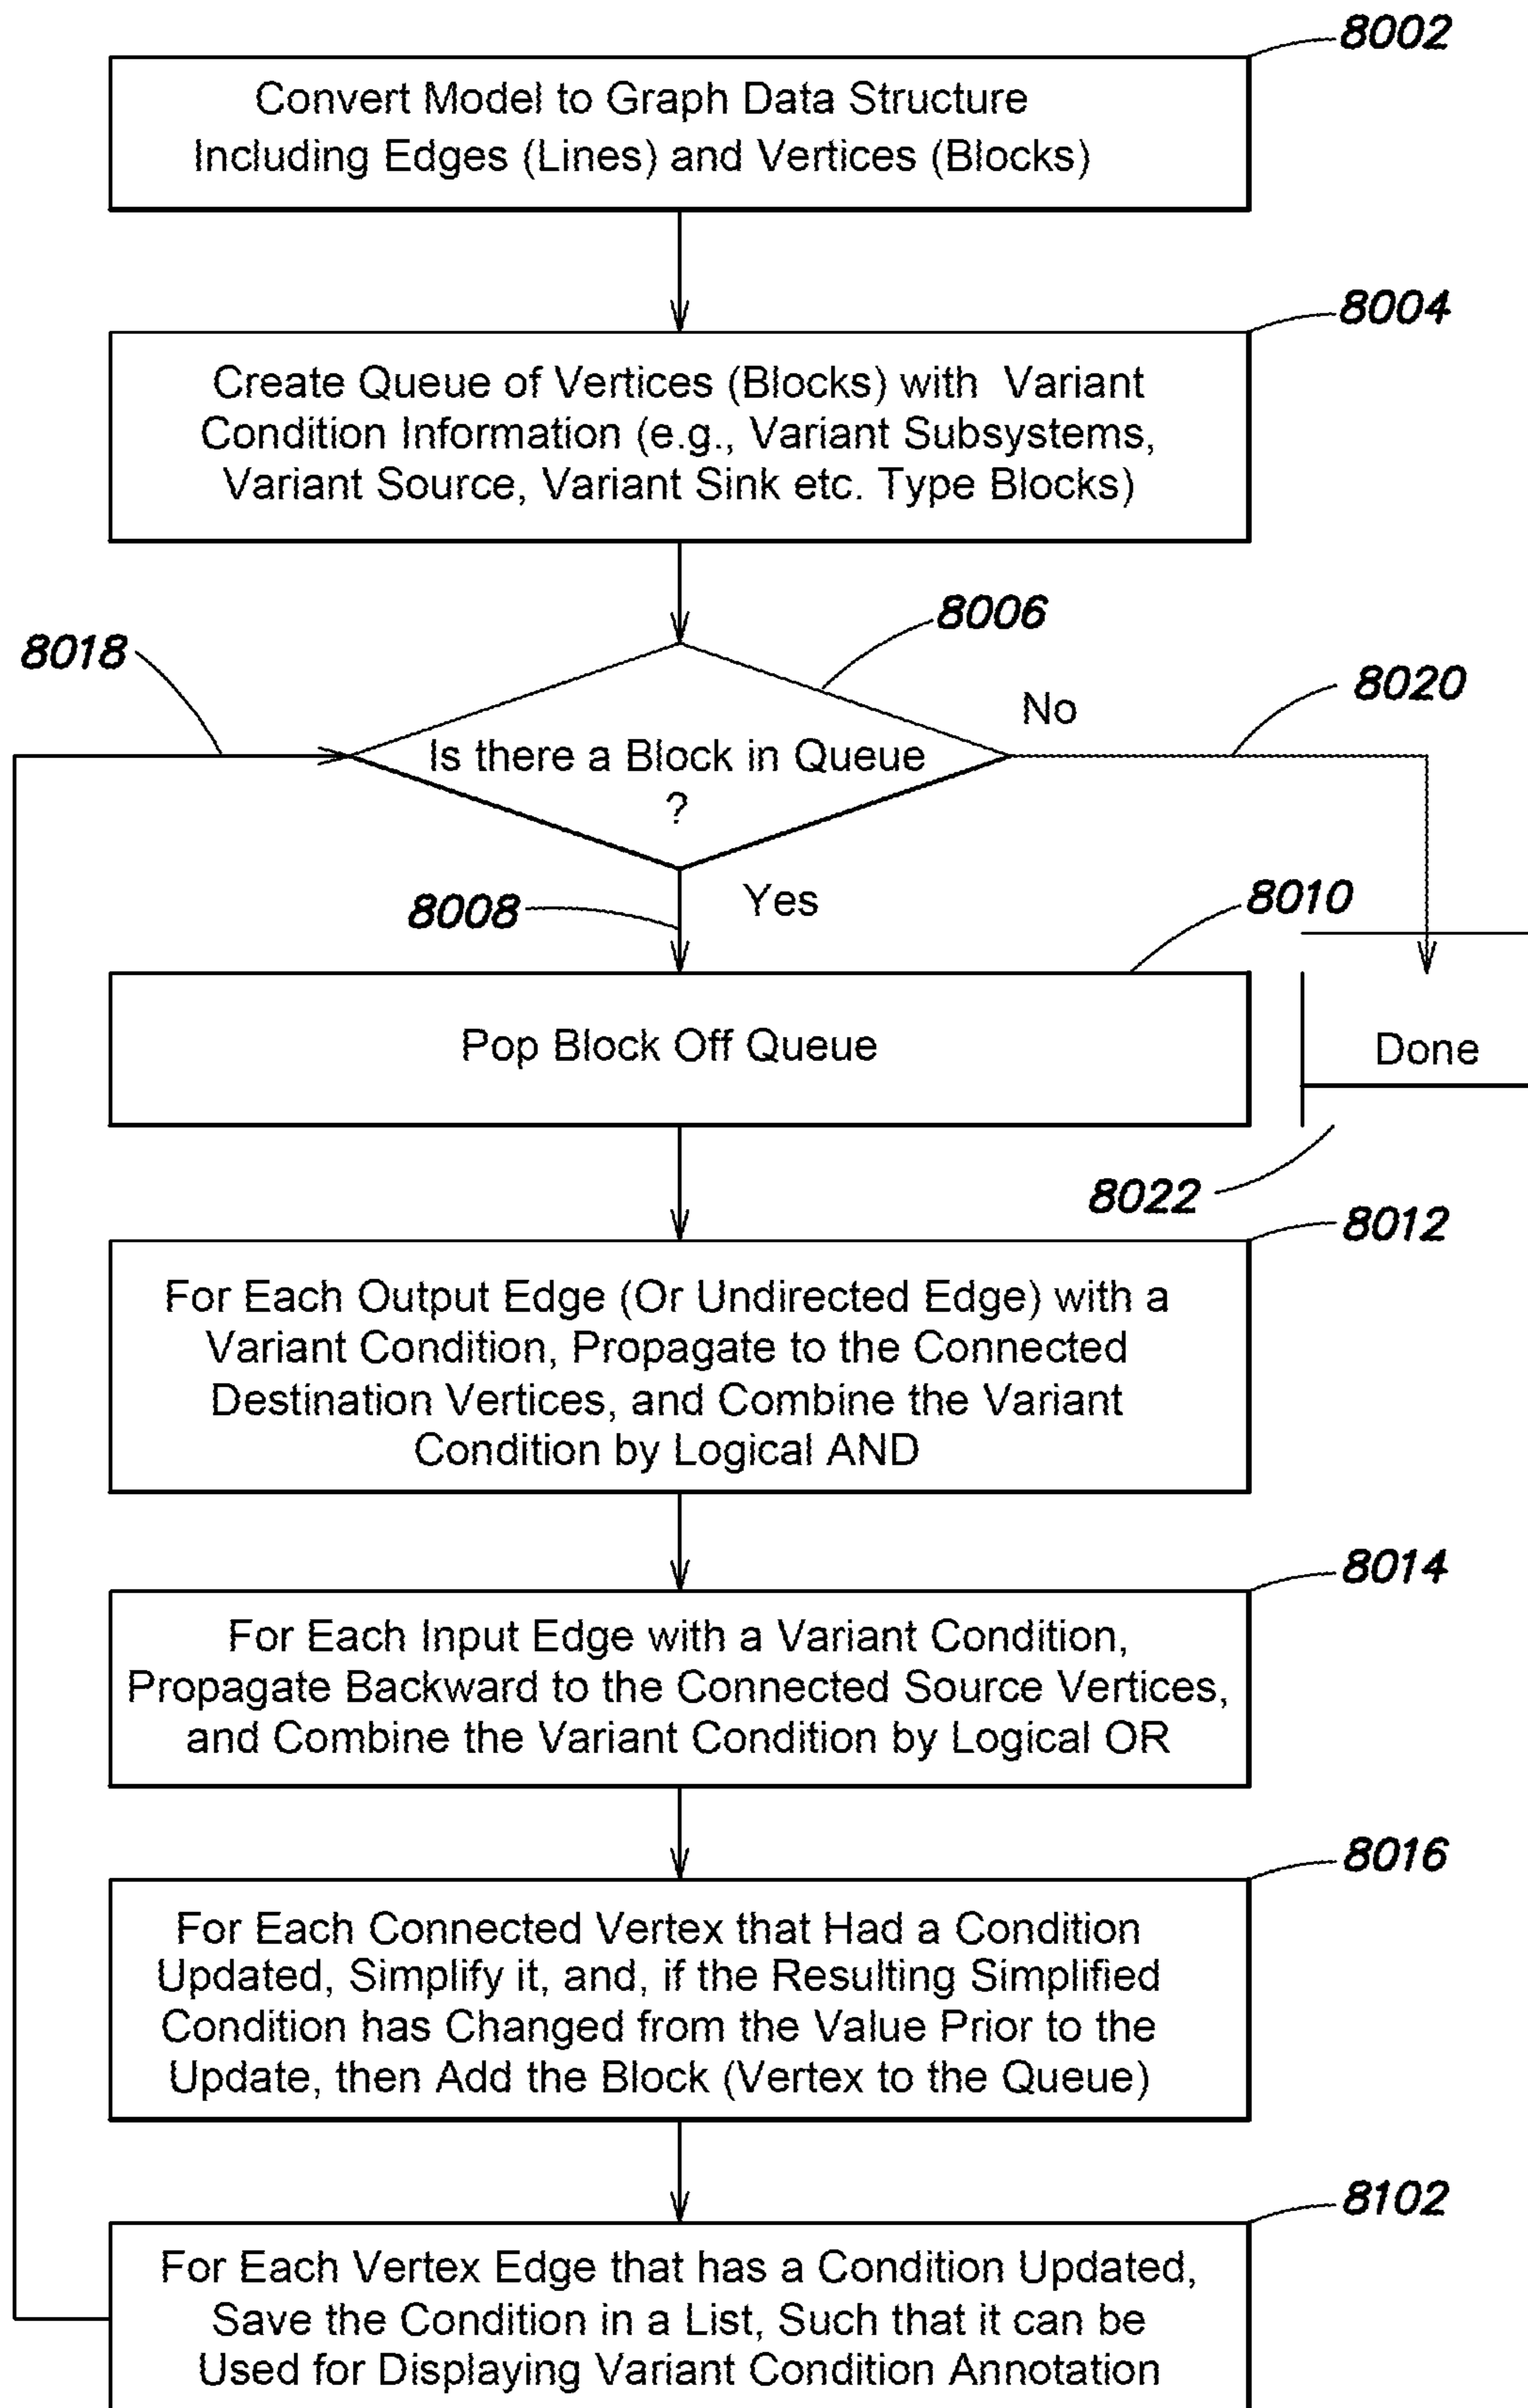 8002
Convert Model to Graph Data Structure
Including Edges (Lines) and Vertices (Blocks)
8004
Create Queue of Vertices (Blocks) with Variant
Condition Information (e.g., Variant Subsystems,
Variant Source, Variant Sink etc. Type Blocks)
8006
8018
8020
No
Is there a Block in Queue
?
Yes
8008
8010
Pop Block Off Queue
Done
8022
8012
For Each Output Edge (Or Undirected Edge) with a
Variant Condition, Propagate to the Connected
Destination Vertices, and Combine the Variant
Condition by Logical AND
8014
For Each Input Edge with a Variant Condition,
Propagate Backward to the Connected Source Vertices,
and Combine the Variant Condition by Logical OR
8016
For Each Connected Vertex that Had a Condition
Updated, Simplify it, and, if the Resulting Simplified
Condition has Changed from the Value Prior to the
Update, then Add the Block (Vertex to the Queue)
8102
For Each Vertex Edge that has a Condition Updated,
Save the Condition in a List, Such that it can be
Used for Displaying Variant Condition Annotation